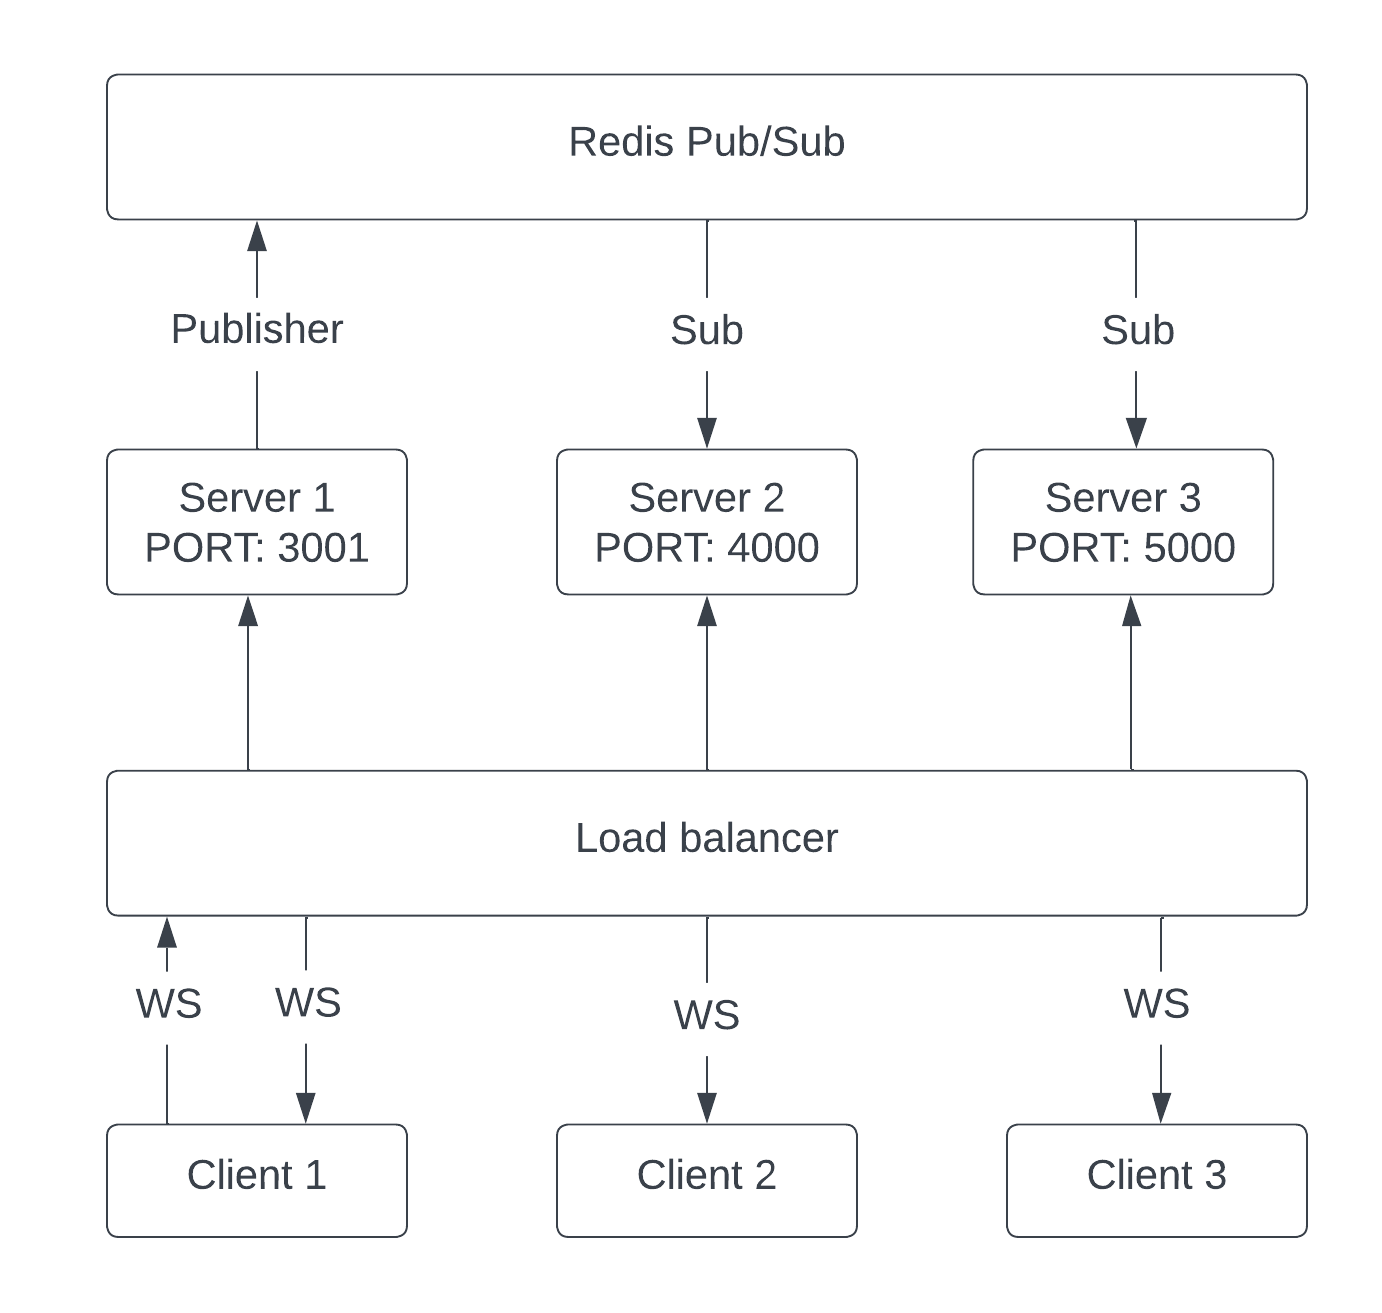 Redis Pub/Sub
Publisher
Sub
Sub
Server 1
PORT: 3001
Server 2
PORT: 4000
Server 3
PORT: 5000
Load balancer
WS
WS
WS
WS
Client 1
Client 2
Client 3